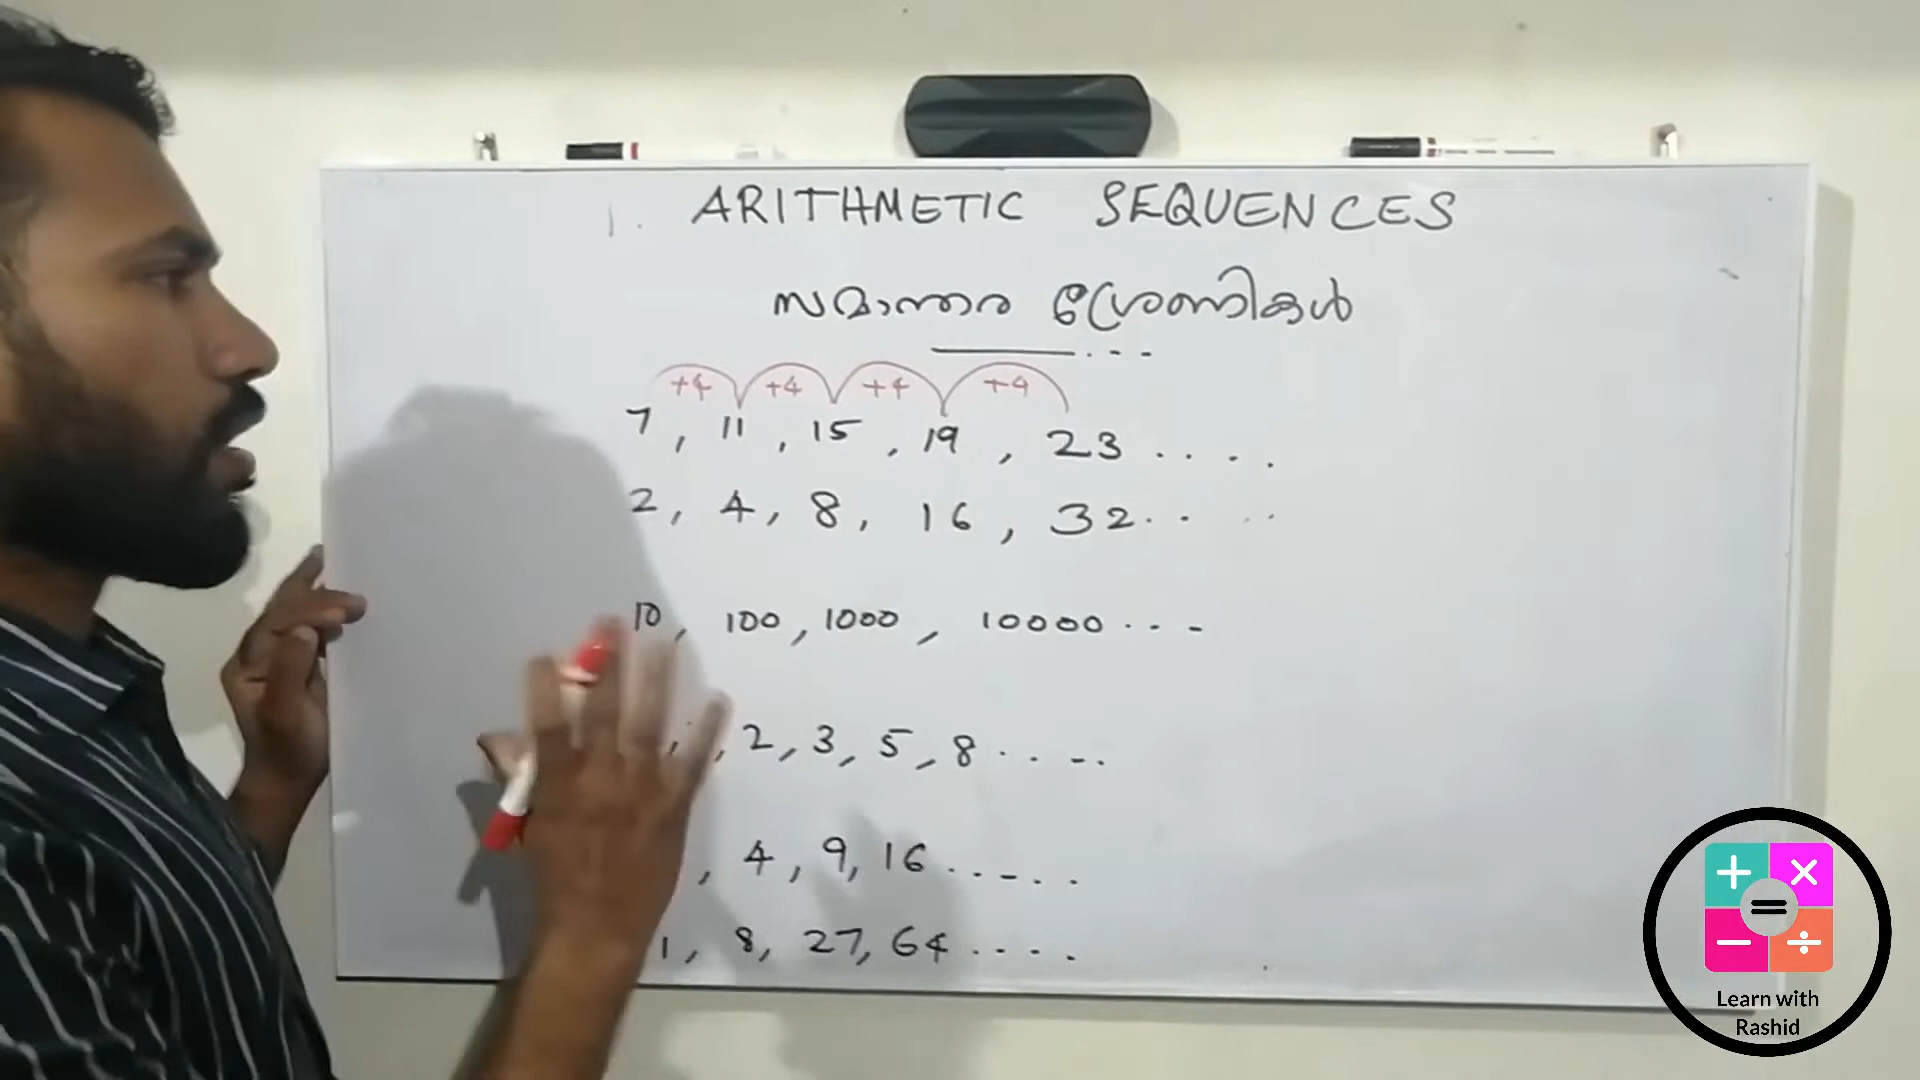 1. ARITHMETIC SEQUENCES
സമാന്തര ശ്രേണികൾ
+4 +4 +4 +4
7, 11, 15, 19, 23 . . . .
2, 4, 8, 16, 32 . . . .
10, 100, 1000, 10000 . . .
2, 3, 5, 8 . . . .
, 4, 9, 16 . . . . .
1, 8, 27, 64 . . . .
+ ×
=
− ÷
Learn with
Rashid